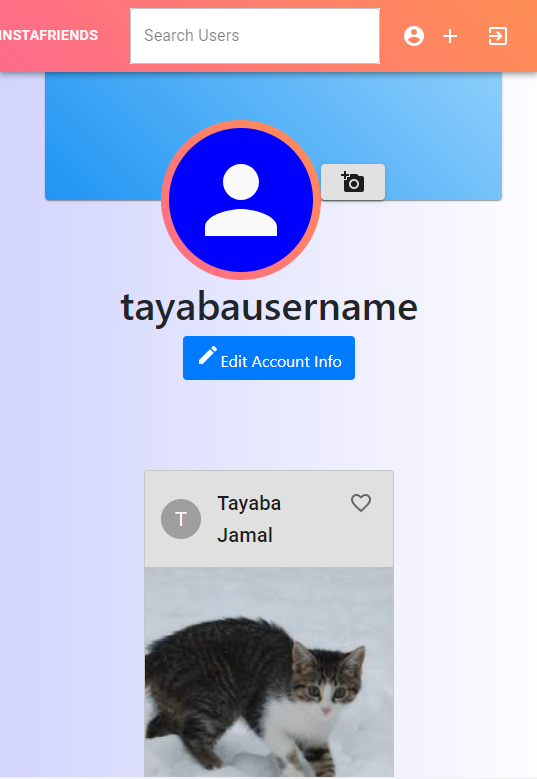 INSTAFRIENDS
Search Users
tayabausername
Edit Account Info
T
Tayaba
Jamal